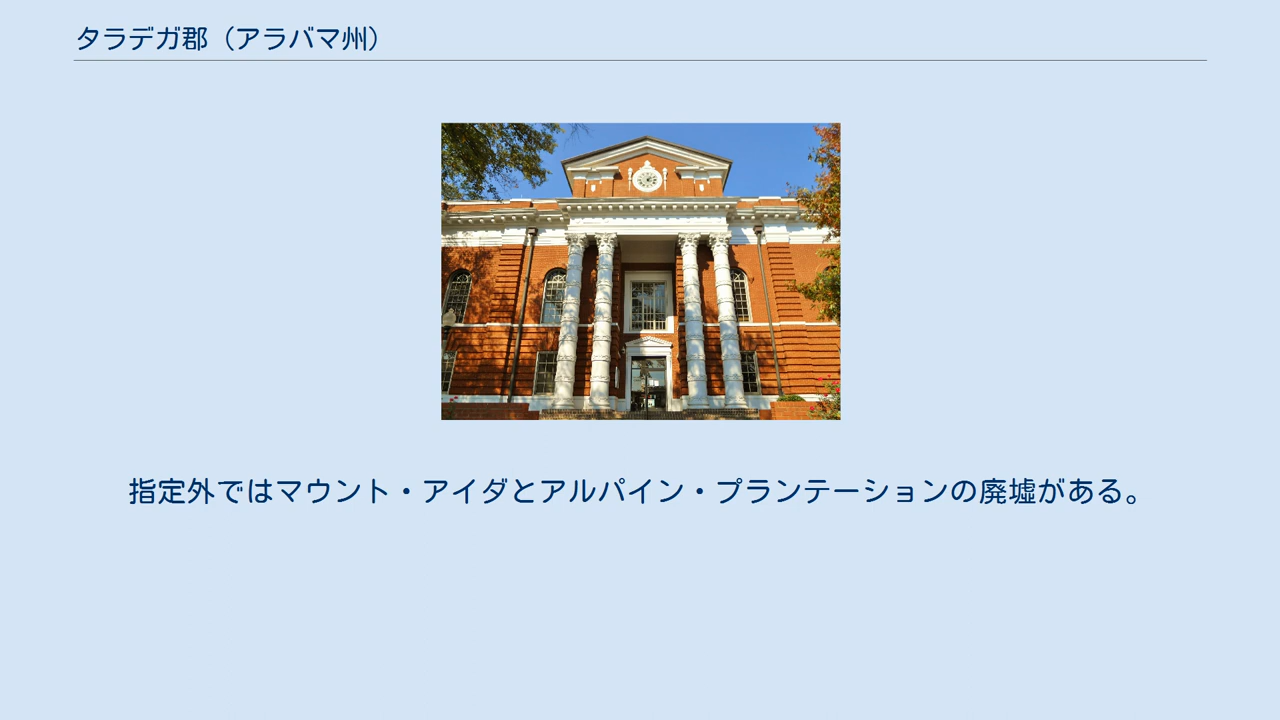 タラデガ郡（アラバマ州）
指定外ではマウント・アイダとアルパイン・プランテーションの廃墟がある。